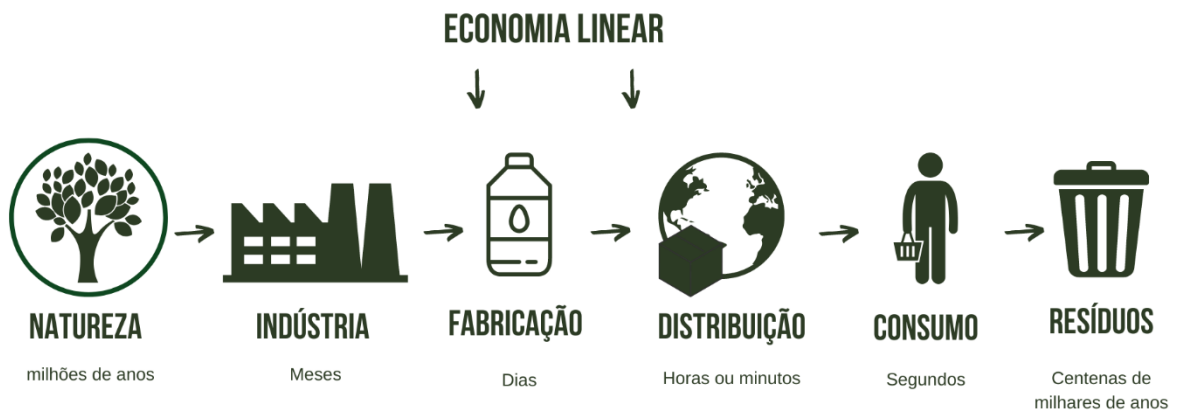 ECONOMIA LINEAR
NATUREZA
milhões de anos
INDÚSTRIA
Meses
FABRICAÇÃO
Dias
DISTRIBUIÇÃO
Horas ou minutos
CONSUMO
Segundos
RESÍDUOS
Centenas de
milhares de anos